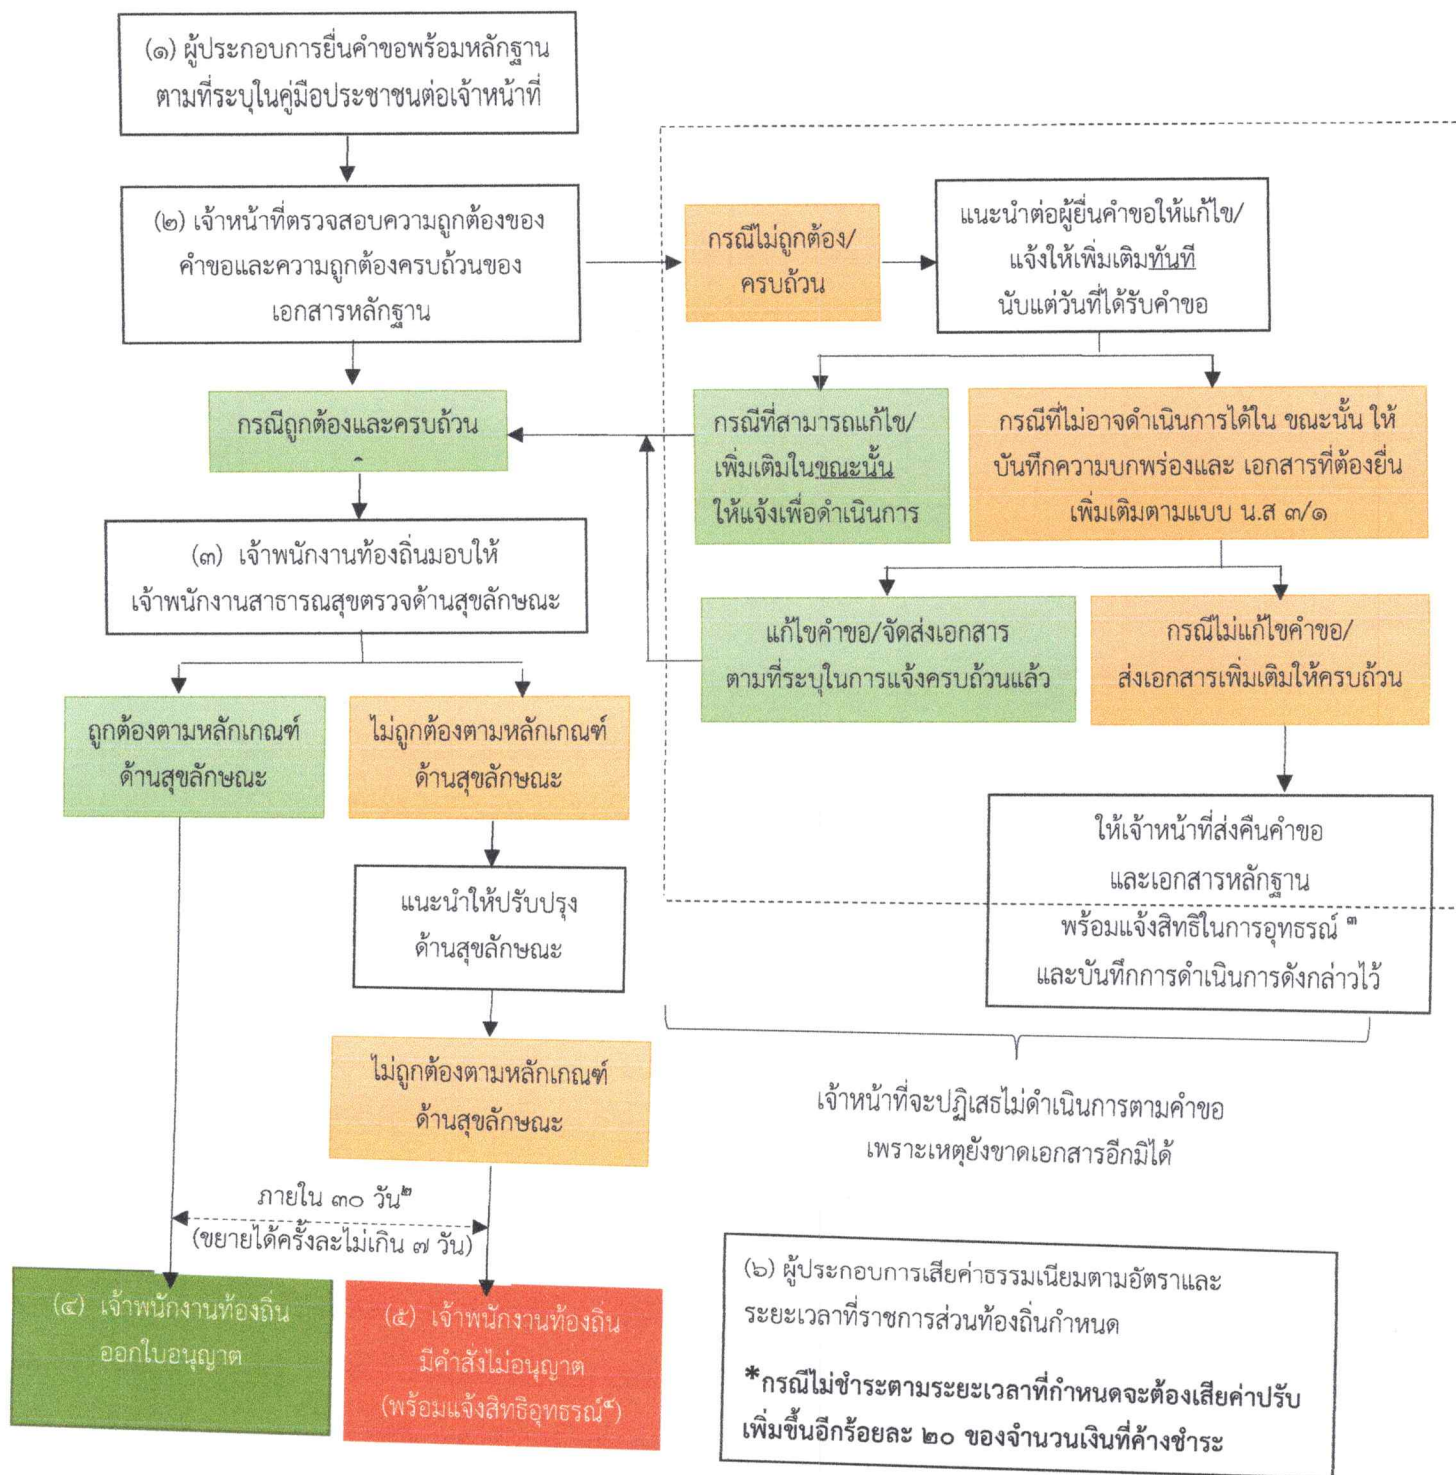 (๑) ผู้ประกอบการยื่นคำขอพร้อมหลักฐาน
ตามที่ระบุในคู่มือประชาชนต่อเจ้าหน้าที่
(๒) เจ้าหน้าที่ตรวจสอบความถูกต้องของ
คำขอและความถูกต้องครบถ้วนของ
เอกสารหลักฐาน
กรณีไม่ถูกต้อง/
ครบถ้วน
แนะนำต่อผู้ยื่นคำขอให้แก้ไข/
แจ้งให้เพิ่มเติมทันที
นับแต่วันที่ได้รับคำขอ
กรณีถูกต้องและครบถ้วน
กรณีที่สามารถแก้ไข/
เพิ่มเติมในขณะนั้น
ให้แจ้งเพื่อดำเนินการ
กรณีที่ไม่อาจดำเนินการได้ใน ขณะนั้น ให้
บันทึกความบกพร่องและ เอกสารที่ต้องยื่น
เพิ่มเติมตามแบบ น.ส ๓/๑
(๓) เจ้าพนักงานท้องถิ่นมอบให้
เจ้าพนักงานสาธารณสุขตรวจด้านสุขลักษณะ
แก้ไขคำขอ/จัดส่งเอกสาร
ตามที่ระบุในการแจ้งครบถ้วนแล้ว
กรณีไม่แก้ไขคำขอ/
ส่งเอกสารเพิ่มเติมให้ครบถ้วน
ถูกต้องตามหลักเกณฑ์
ด้านสุขลักษณะ
ไม่ถูกต้องตามหลักเกณฑ์
ด้านสุขลักษณะ
ให้เจ้าหน้าที่ส่งคืนคำขอ
และเอกสารหลักฐาน
พร้อมแจ้งสิทธิในการอุทธรณ์ ๓
และบันทึกการดำเนินการดังกล่าวไว้
แนะนำให้ปรับปรุง
ด้านสุขลักษณะ
ไม่ถูกต้องตามหลักเกณฑ์
ด้านสุขลักษณะ
เจ้าหน้าที่จะปฏิเสธไม่ดำเนินการตามคำขอ
เพราะเหตุยังขาดเอกสารอีกมิได้
ภายใน ๓๐ วัน๒
(ขยายได้ครั้งละไม่เกิน ๗ วัน)
(๔) เจ้าพนักงานท้องถิ่น
ออกใบอนุญาต
(๕) เจ้าพนักงานท้องถิ่น
มีคำสั่งไม่อนุญาต
(พร้อมแจ้งสิทธิอุทธรณ์๔)
(๖) ผู้ประกอบการเสียค่าธรรมเนียมตามอัตราและ
ระยะเวลาที่ราชการส่วนท้องถิ่นกำหนด
*กรณีไม่ชำระตามระยะเวลาที่กำหนดจะต้องเสียค่าปรับ
เพิ่มขึ้นอีกร้อยละ ๒๐ ของจำนวนเงินที่ค้างชำระ